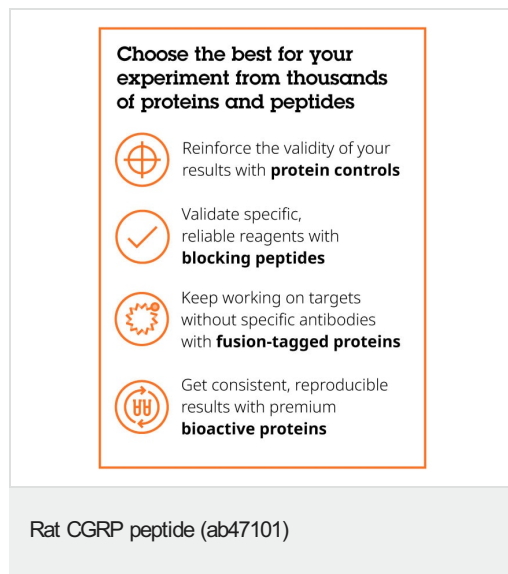 Choose the best for your
experiment from thousands
of proteins and peptides
Reinforce the validity of your
results with protein controls
Validate specific,
reliable reagents with
blocking peptides
Keep working on targets
without specific antibodies
with fusion-tagged proteins
Get consistent, reproducible
results with premium
bioactive proteins
Rat CGRP peptide (ab47101)